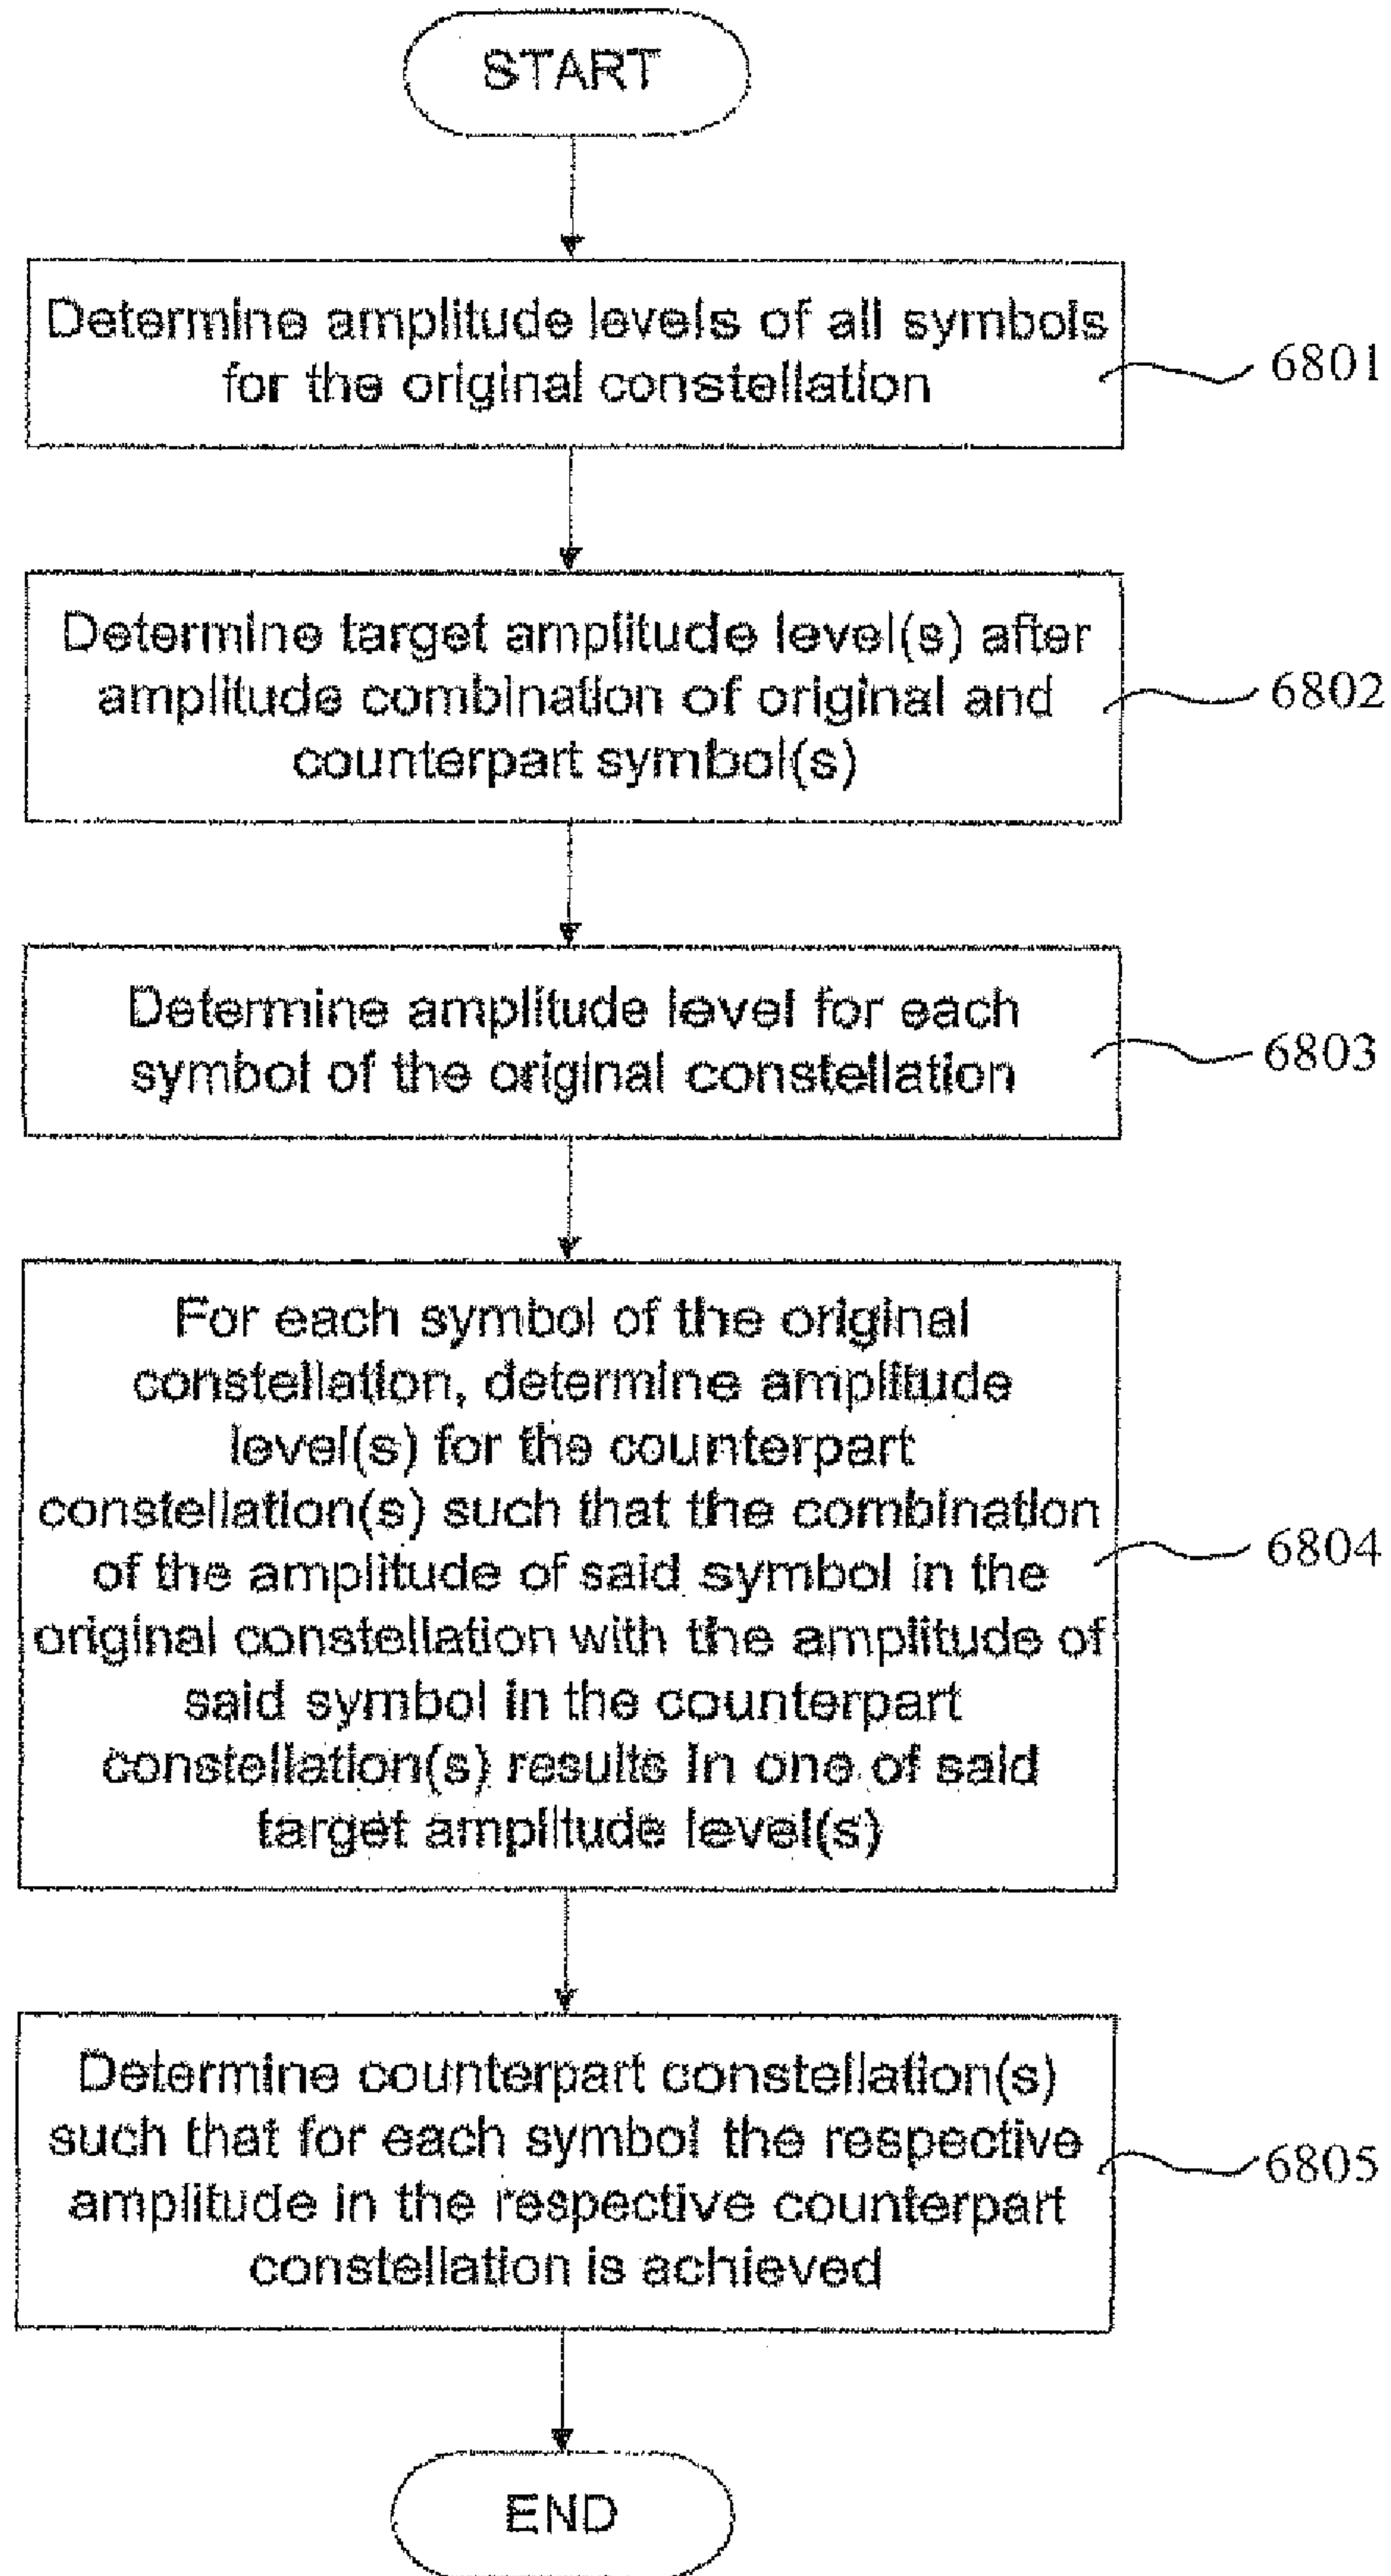 START
Determine amplitude levels of all symbols
for the original constellation
6801
Determine target amplitude level(s) after
amplitude combination of original and
counterpart symbol(s)
6802
Determine amplitude level for each
symbol of the original constellation
6803
For each symbol of the original
constellation, determine amplitude
level(s) for the counterpart
constellation(s) such that the combination
of the amplitude of said symbol in the
original constellation with the amplitude of
said symbol in the counterpart
constellation(s) results in one of said
target amplitude level(s)
6804
Determine counterpart constellation(s)
such that for each symbol the respective
amplitude in the respective counterpart
constellation is achieved
6805
END